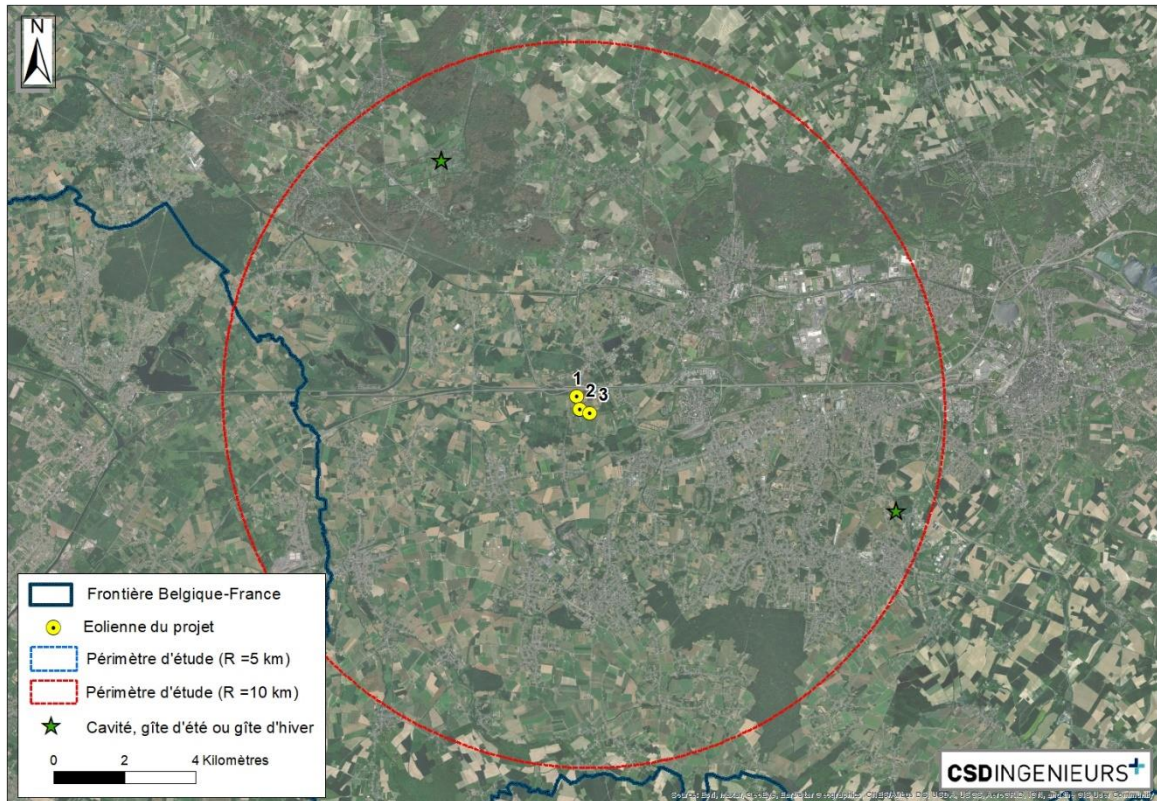 N
1
2 3
Frontière Belgique-France
Eolienne du projet
Périmètre d'étude (R =5 km)
Périmètre d'étude (R =10 km)
Cavité, gîte d'été ou gîte d'hiver
0 2 4 Kilomètres
CSDINGENIEURS+